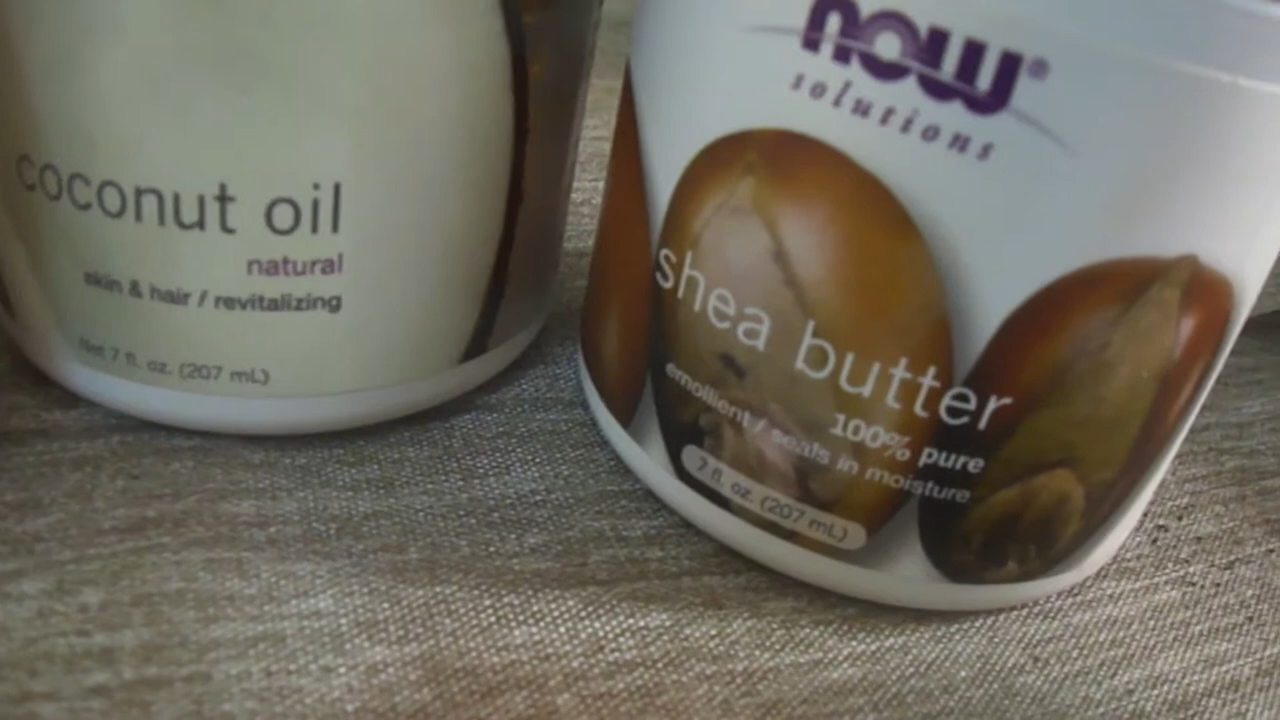 coconut oil
natural
skin & hair / revitalizing
Net 7 fl. oz. (207 mL)
now®
solutions
shea butter
100% pure
emollient / seals in moisture
7 fl. oz. (207 mL)